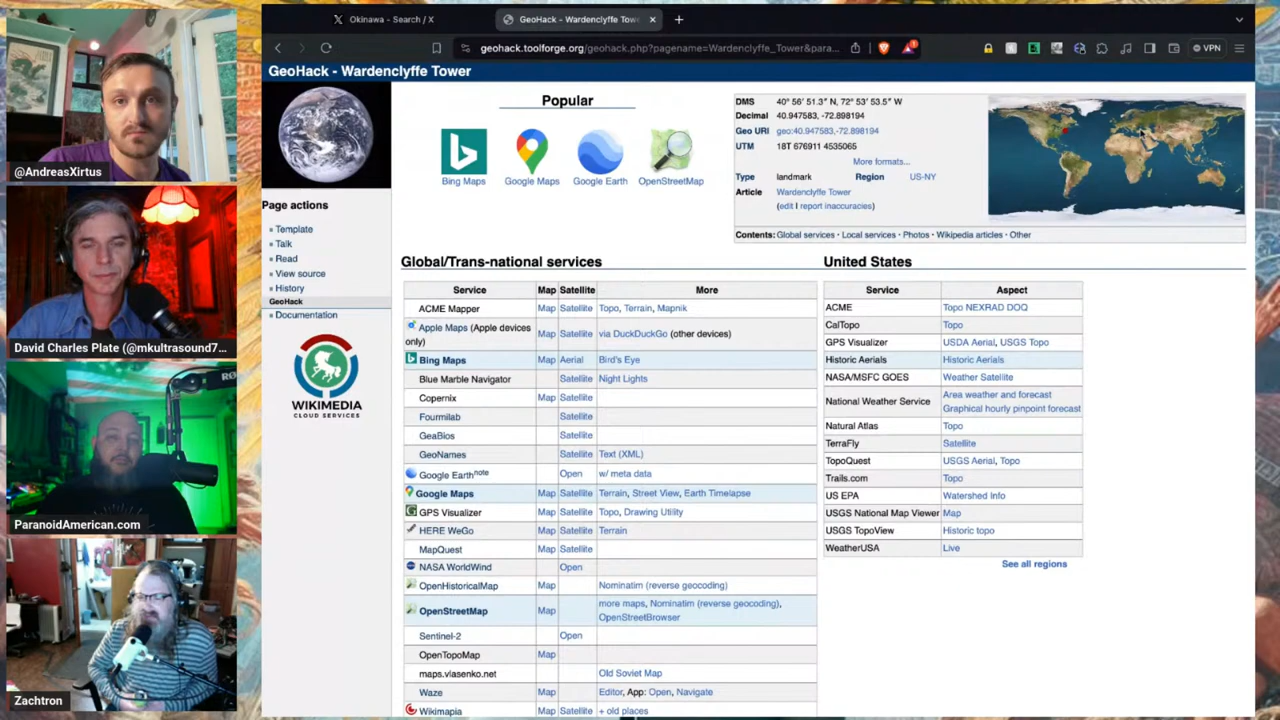 Okinawa - Search / X
GeoHack - Wardenclyffe Tow
geohack.toolforge.org/geohack.php?pagename=Wardenclyffe_Tower&para...
VPN
GeoHack - Wardenclyffe Tower
@AndreasXirtus
David Charles Plate (@mkultrasound7...
ParanoidAmerican.com
Zachtron
Page actions
Template
Talk
Read
View source
History
GeoHack
Documentation
WIKIMEDIA
CLOUD SERVICES
Popular
Bing Maps
Google Maps
Google Earth
OpenStreetMap
DMS 40° 56′ 51.3″ N, 72° 53′ 53.5″ W
Decimal 40.947583, -72.898194
Geo URI geo:40.947583,-72.898194
UTM 18T 676911 4535065
More formats...
Type landmark Region US-NY
Article Wardenclyffe Tower
(edit | report inaccuracies)
Contents: Global services · Local services · Photos · Wikipedia articles · Other
Global/Trans-national services
Service Map Satellite More
ACME Mapper Map Satellite Topo, Terrain, Mapnik
Apple Maps (Apple devices only) Map Satellite via DuckDuckGo (other devices)
Bing Maps Map Aerial Bird's Eye
Blue Marble Navigator Satellite Night Lights
Copernix Map Satellite
Fourmilab Satellite
GeaBios Satellite
GeoNames Satellite Text (XML)
Google Earth note Open w/ meta data
Google Maps Map Satellite Terrain, Street View, Earth Timelapse
GPS Visualizer Map Satellite Topo, Drawing Utility
HERE WeGo Map Satellite Terrain
MapQuest Map Satellite
NASA WorldWind Open
OpenHistoricalMap Map Nominatim (reverse geocoding)
OpenStreetMap Map more maps, Nominatim (reverse geocoding),
OpenStreetBrowser
Sentinel-2 Open
OpenTopoMap Map
maps.vlasenko.net Old Soviet Map
Waze Map Editor, App: Open, Navigate
Wikimapia Map Satellite + old places
United States
Service Aspect
ACME Topo NEXRAD DOQ
CalTopo Topo
GPS Visualizer USDA Aerial, USGS Topo
Historic Aerials Historic Aerials
NASA/MSFC GOES Weather Satellite
National Weather Service Area weather and forecast
Graphical hourly pinpoint forecast
Natural Atlas Topo
TerraFly Satellite
TopoQuest USGS Aerial, Topo
Trails.com Topo
US EPA Watershed Info
USGS National Map Viewer Map
USGS TopoView Historic topo
WeatherUSA Live
See all regions